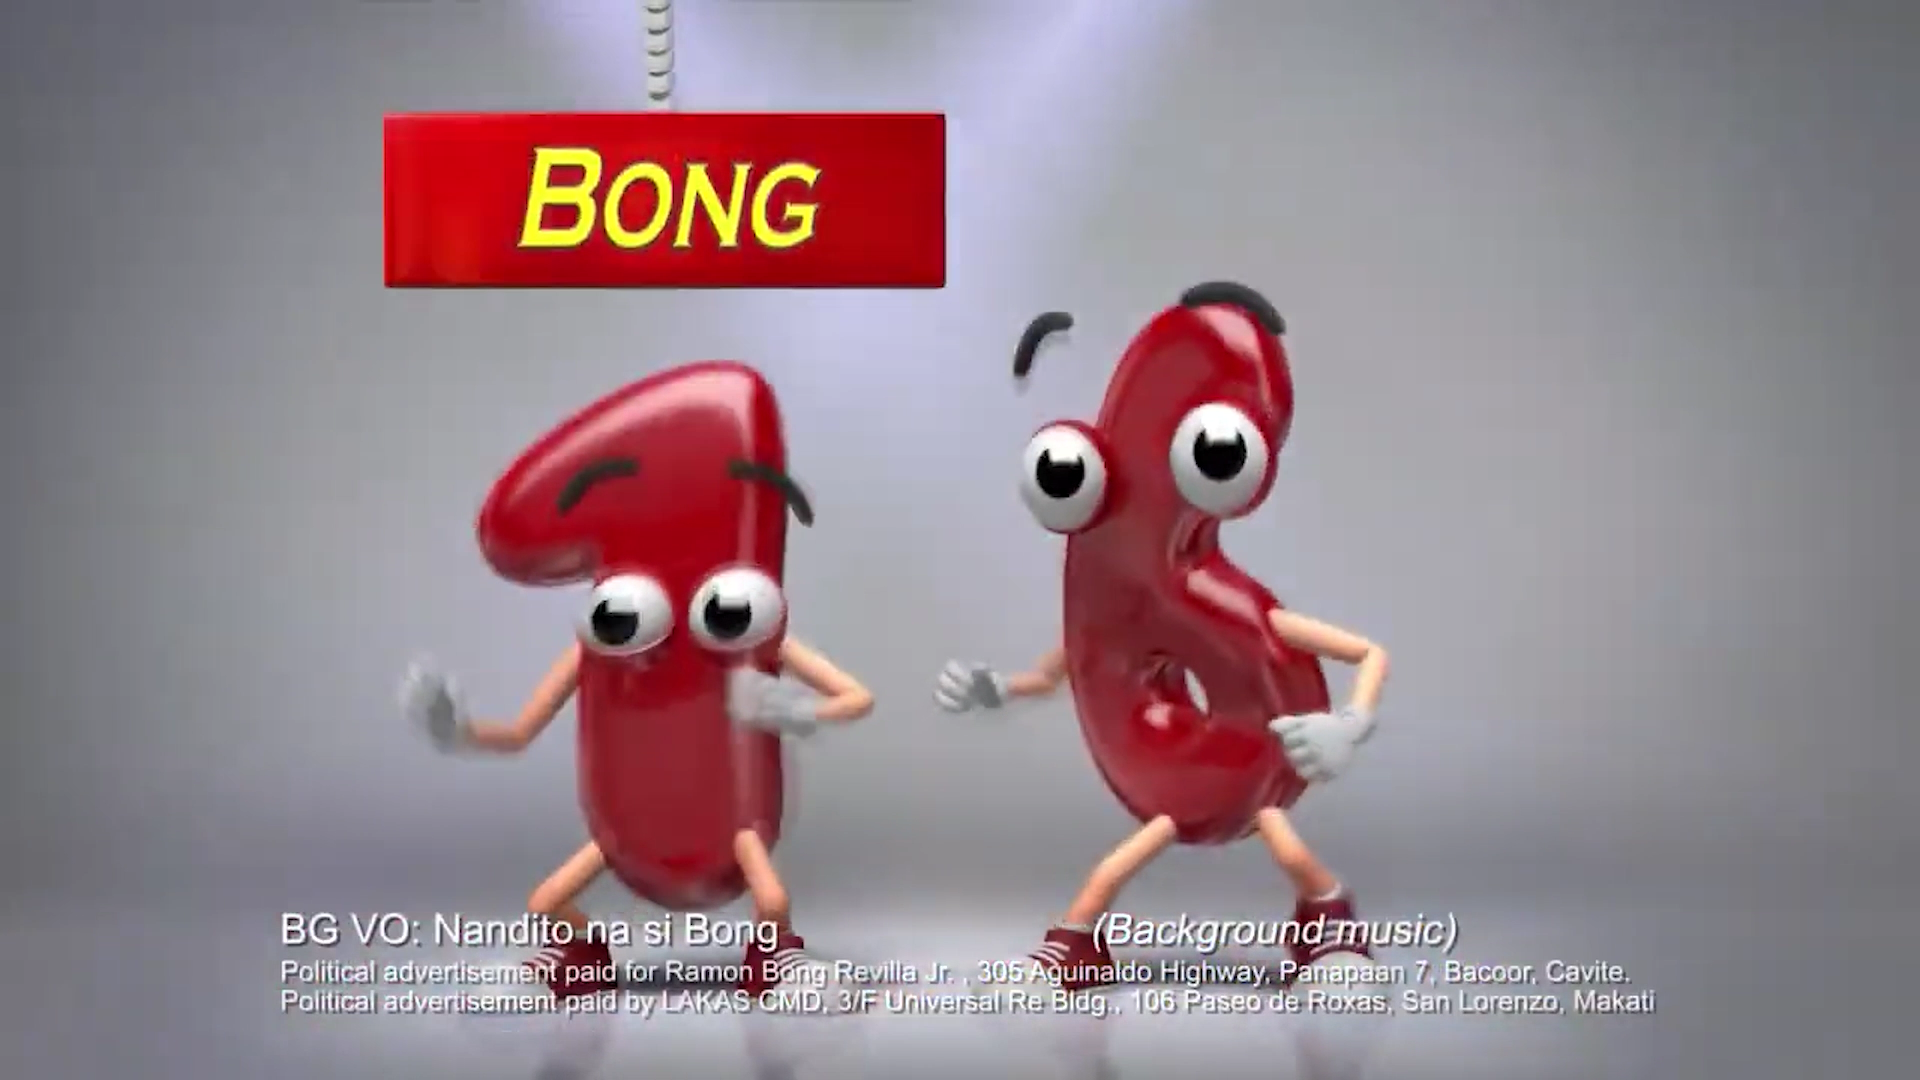 BONG
BG VO: Nandito na si Bong (Background music)
Political advertisement paid for Ramon Bong Revilla Jr. , 305 Aguinaldo Highway, Panapaan 7, Bacoor, Cavite.
Political advertisement paid by LAKAS CMD, 3/F Universal Re Bldg., 106 Paseo de Roxas, San Lorenzo, Makati